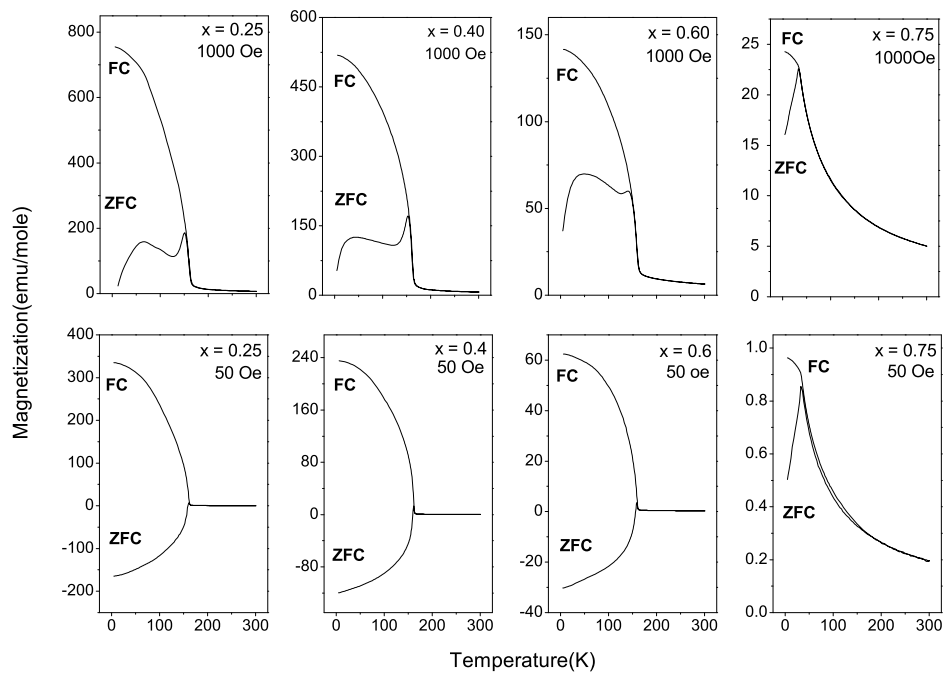 Magnetization(emu/mole)
800
600
400
200
0
x = 0.25
1000 Oe
FC
ZFC
600
450
300
150
0
x = 0.40
1000 Oe
FC
ZFC
150
100
50
0
x = 0.60
1000 Oe
FC
ZFC
25
20
15
10
5
0
x = 0.75
1000Oe
FC
ZFC
400
300
200
100
0
-100
-200
x = 0.25
50 Oe
FC
ZFC
0 100 200 300
240
160
80
0
-80
x = 0.4
50 Oe
FC
ZFC
0 100 200 300
60
40
20
0
-20
-40
x = 0.6
50 oe
FC
ZFC
0 100 200 300
1.0
0.8
0.6
0.4
0.2
0.0
x = 0.75
50 Oe
FC
ZFC
0 100 200 300
Temperature(K)